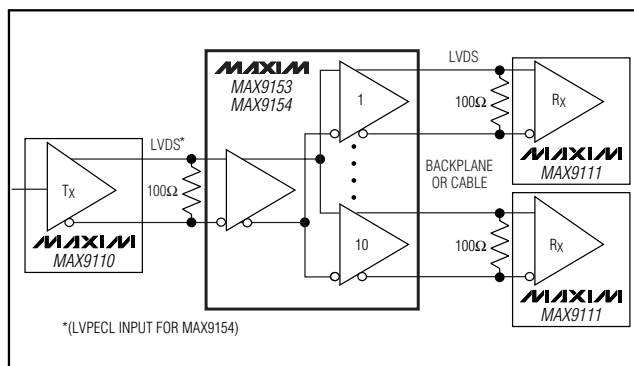 MAXIM
MAX9153
MAX9154
1
10
LVDS*
100Ω
Tx
MAXIM
MAX9110
LVDS
100Ω
Rx
MAXIM
MAX9111
BACKPLANE
OR CABLE
100Ω
Rx
MAXIM
MAX9111
*(LVPECL INPUT FOR MAX9154)